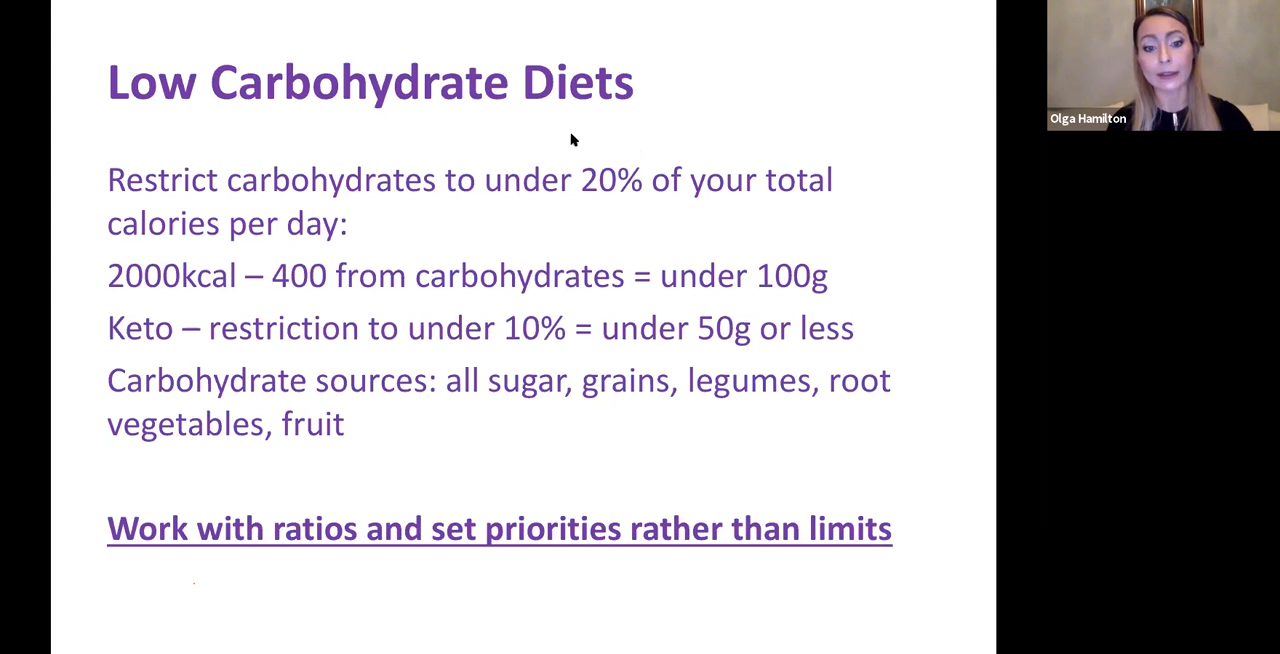 Low Carbohydrate Diets
Olga Hamilton
Restrict carbohydrates to under 20% of your total
calories per day:
2000kcal – 400 from carbohydrates = under 100g
Keto – restriction to under 10% = under 50g or less
Carbohydrate sources: all sugar, grains, legumes, root
vegetables, fruit
Work with ratios and set priorities rather than limits